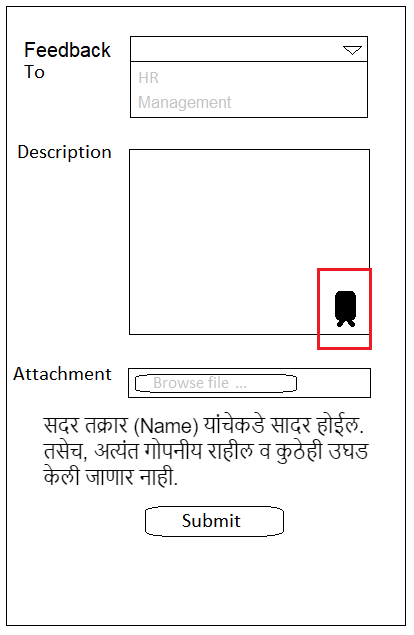 Feedback
To
HR
Management
Description
Attachment
Browse file ...
सदर तक्रार (Name) यांचेकडे सादर होईल.
तसेच, अत्यंत गोपनीय राहील व कुठेही उघड
केली जाणार नाही.
Submit